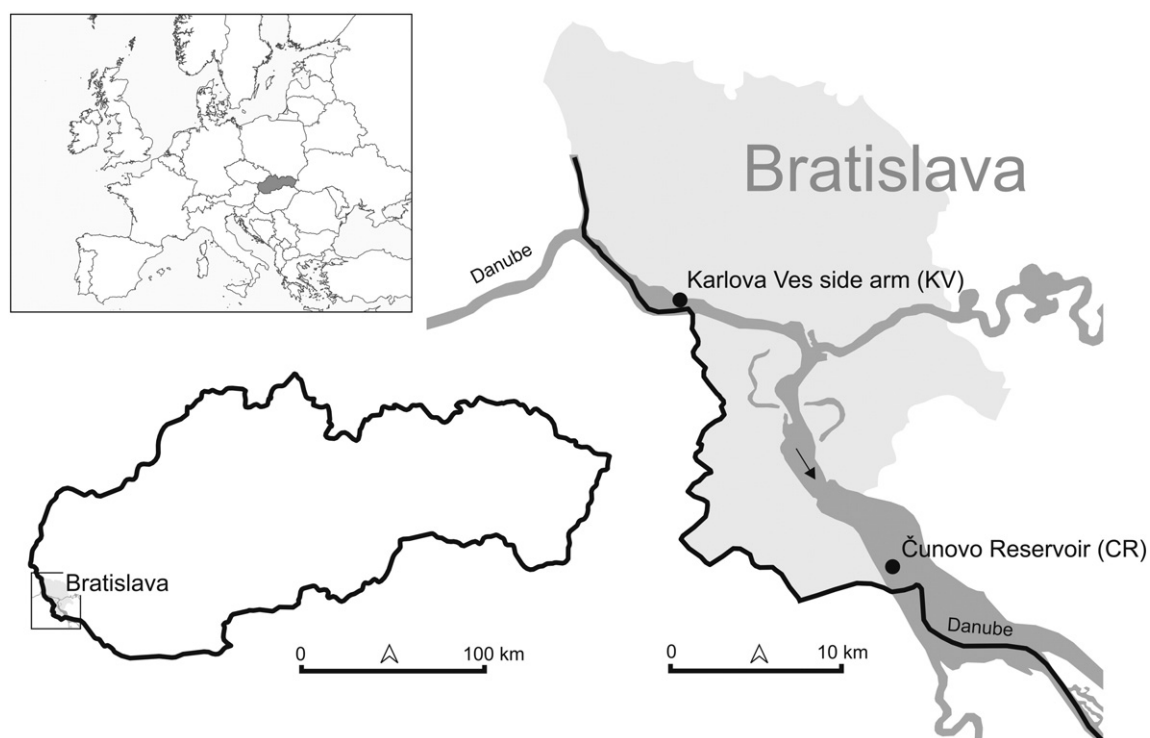 Bratislava
Danube
Karlova Ves side arm (KV)
Čunovo Reservoir (CR)
Danube
0 10 km
Bratislava
0 100 km